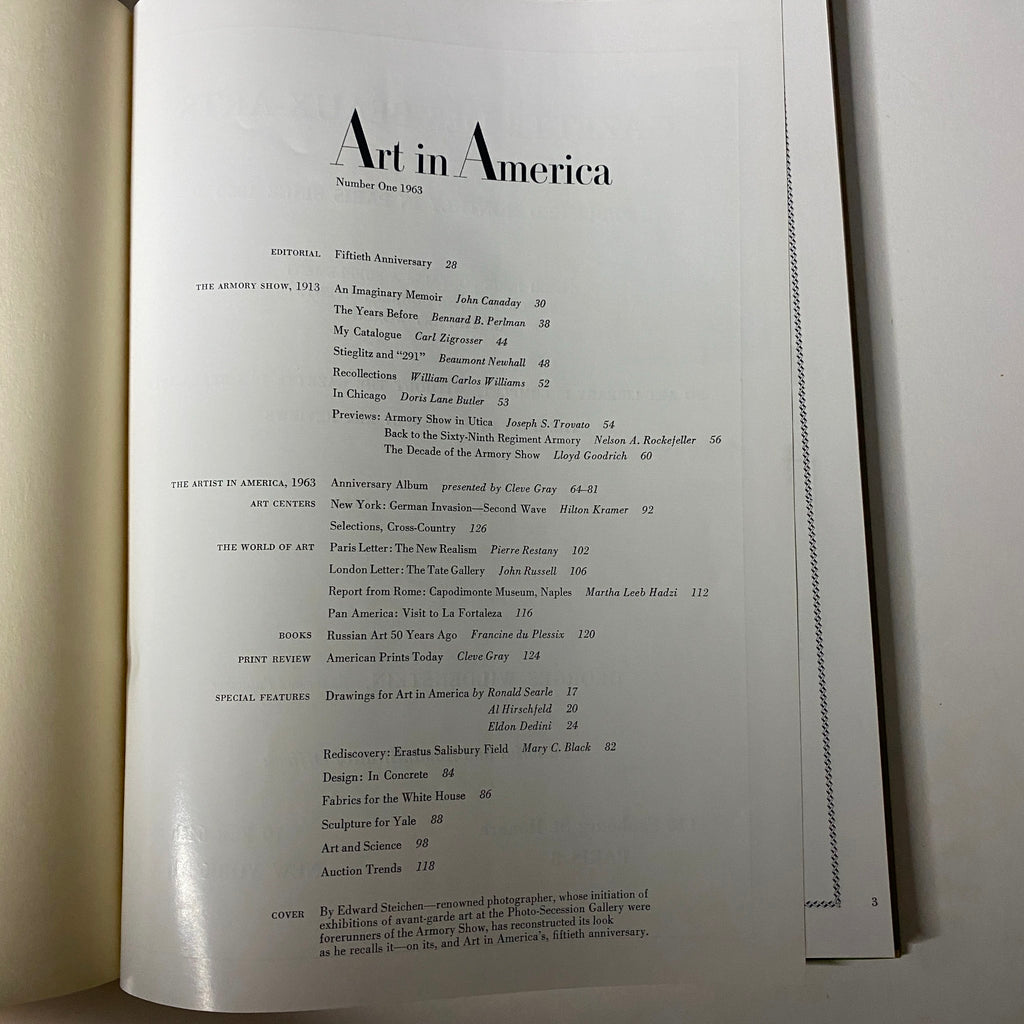 Art in America
Number One 1963
EDITORIAL Fiftieth Anniversary 28
THE ARMORY SHOW, 1913 An Imaginary Memoir John Canaday 30
The Years Before Bennard B. Perlman 38
My Catalogue Carl Zigrosser 44
Stieglitz and “291” Beaumont Newhall 48
Recollections William Carlos Williams 52
In Chicago Doris Lane Butler 53
Previews: Armory Show in Utica Joseph S. Trovato 54
Back to the Sixty-Ninth Regiment Armory Nelson A. Rockefeller 56
The Decade of the Armory Show Lloyd Goodrich 60
THE ARTIST IN AMERICA, 1963 Anniversary Album presented by Cleve Gray 64–81
ART CENTERS New York: German Invasion—Second Wave Hilton Kramer 92
Selections, Cross-Country 126
THE WORLD OF ART Paris Letter: The New Realism Pierre Restany 102
London Letter: The Tate Gallery John Russell 106
Report from Rome: Capodimonte Museum, Naples Martha Leeb Hadzi 112
Pan America: Visit to La Fortaleza 116
BOOKS Russian Art 50 Years Ago Francine du Plessix 120
PRINT REVIEW American Prints Today Cleve Gray 124
SPECIAL FEATURES Drawings for Art in America by Ronald Searle 17
Al Hirschfeld 20
Eldon Dedini 24
Rediscovery: Erastus Salisbury Field Mary C. Black 82
Design: In Concrete 84
Fabrics for the White House 86
Sculpture for Yale 88
Art and Science 98
Auction Trends 118
COVER By Edward Steichen—renowned photographer, whose initiation of
exhibitions of avant-garde art at the Photo-Secession Gallery were
forerunners of the Armory Show, has reconstructed its look
as he recalls it—on its, and Art in America's, fiftieth anniversary.
3